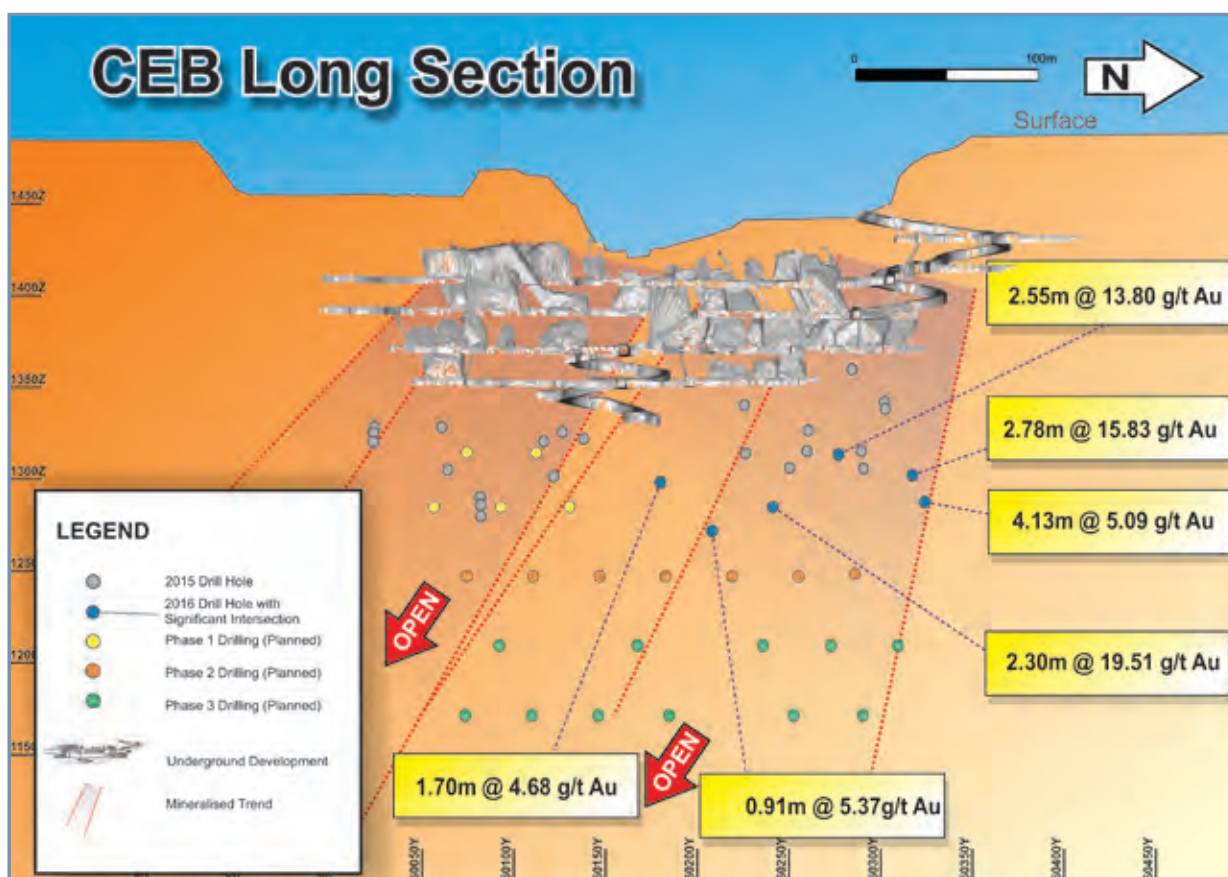 CEB Long Section
0
100m
N
Surface
1450Z
1400Z
1350Z
1300Z
1250Z
1200Z
1150Z
2.55m @ 13.80 g/t Au
2.78m @ 15.83 g/t Au
4.13m @ 5.09 g/t Au
2.30m @ 19.51 g/t Au
0.91m @ 5.37g/t Au
1.70m @ 4.68 g/t Au
OPEN
OPEN
LEGEND
2015 Drill Hole
2016 Drill Hole with
Significant Intersection
Phase 1 Drilling (Planned)
Phase 2 Drilling (Planned)
Phase 3 Drilling (Planned)
Underground Development
Mineralised Trend